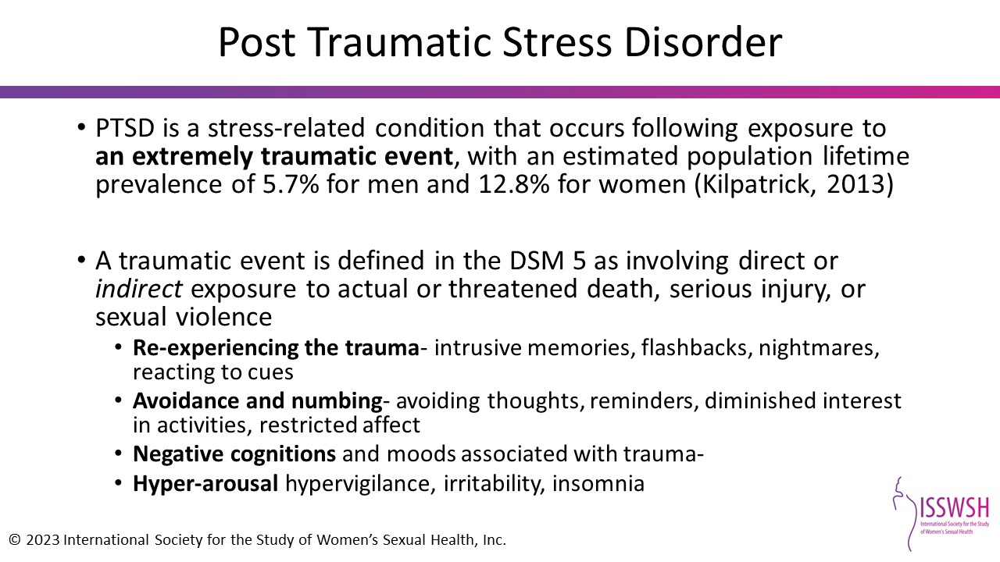 Post Traumatic Stress Disorder
• PTSD is a stress-related condition that occurs following exposure to
an extremely traumatic event, with an estimated population lifetime
prevalence of 5.7% for men and 12.8% for women (Kilpatrick, 2013)
• A traumatic event is defined in the DSM 5 as involving direct or
indirect exposure to actual or threatened death, serious injury, or
sexual violence
• Re-experiencing the trauma- intrusive memories, flashbacks, nightmares,
reacting to cues
• Avoidance and numbing- avoiding thoughts, reminders, diminished interest
in activities, restricted affect
• Negative cognitions and moods associated with trauma-
• Hyper-arousal hypervigilance, irritability, insomnia
ISSWSH
International Society for the Study
of Women's Sexual Health
© 2023 International Society for the Study of Women’s Sexual Health, Inc.